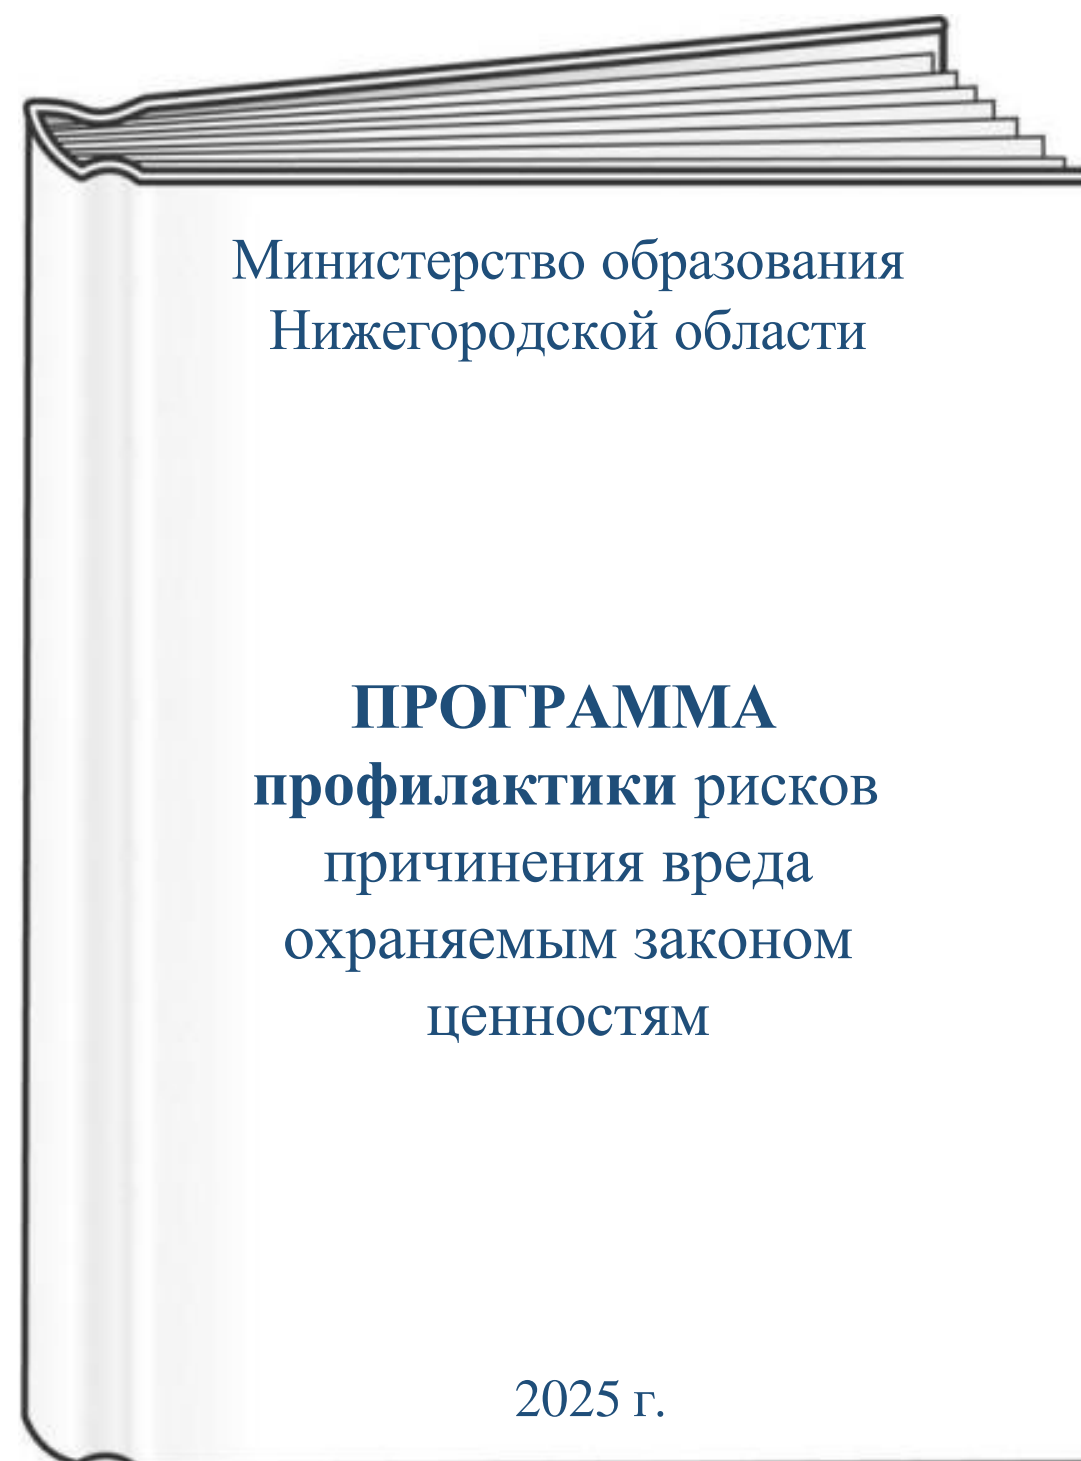 Министерство образования
Нижегородской области
ПРОГРАММА
профилактики рисков
причинения вреда
охраняемым законом
ценностям
2025 г.